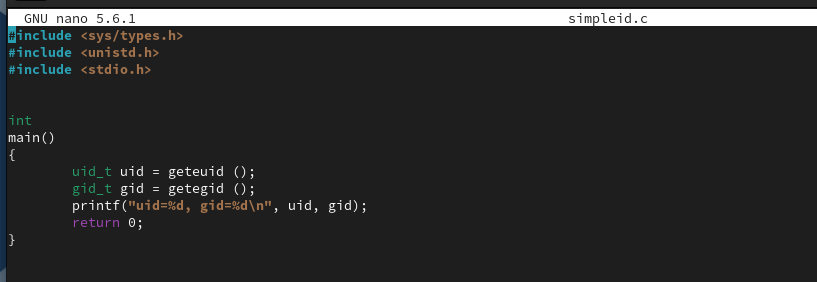 GNU nano 5.6.1 simpleid.c
#include <sys/types.h>
#include <unistd.h>
#include <stdio.h>
int
main()
{
uid_t uid = geteuid ();
gid_t gid = getegid ();
printf("uid=%d, gid=%d\n", uid, gid);
return 0;
}